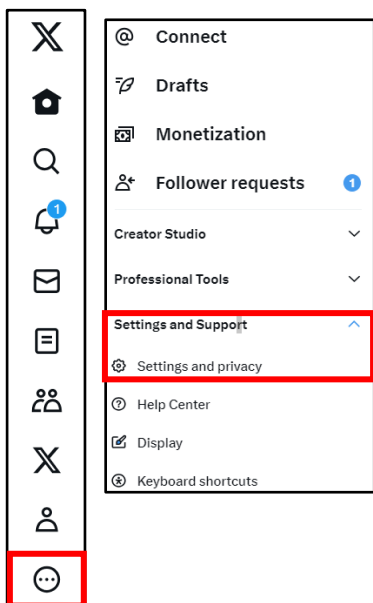 1
Connect
Drafts
Monetization
Follower requests 1
Creator Studio
Professional Tools
Settings and Support
Settings and privacy
Help Center
Display
Keyboard shortcuts